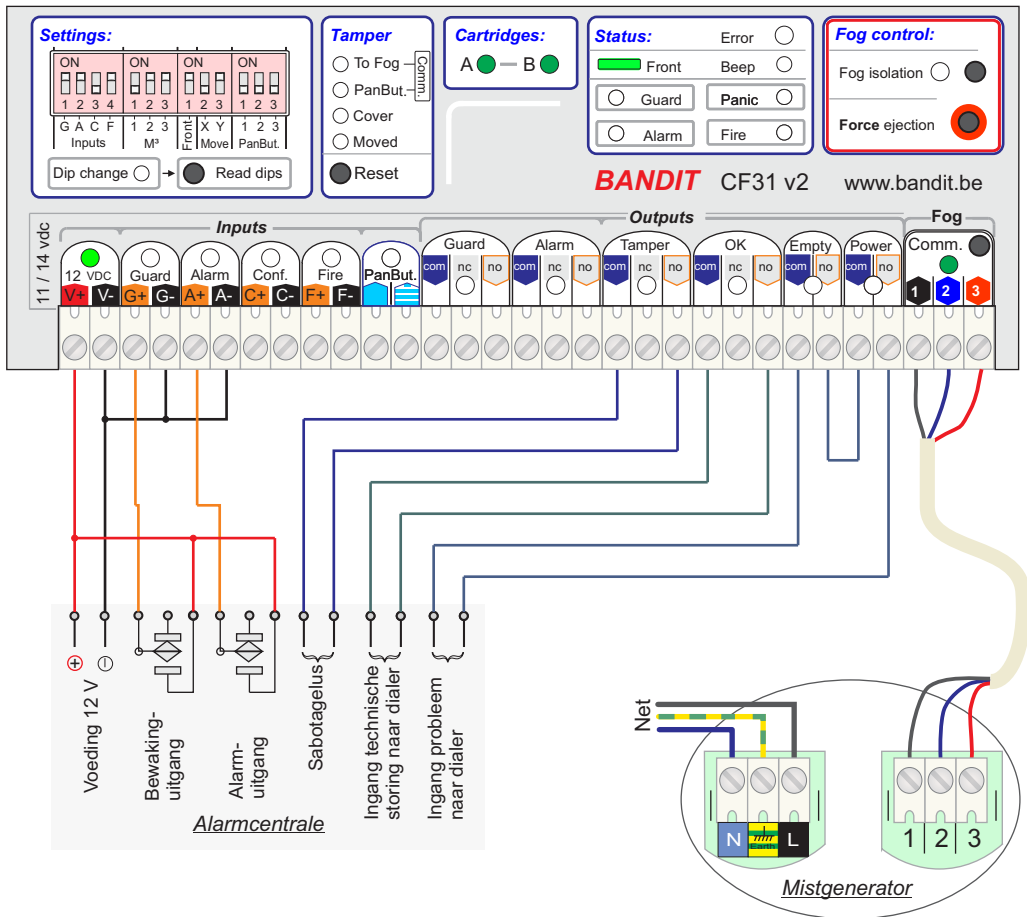 Settings:
ON ON ON ON
1 2 3 4 1 2 3 1 2 3 1 2 3
G A C F 1 2 3 Front X Y 1 2 3
Inputs M³ Move PanBut.
Dip change Read dips
Tamper
To Fog
PanBut.
Comm.
Cover
Moved
Reset
Cartridges:
A B
Status:
Error
Front Beep
Guard Panic
Alarm Fire
Fog control:
Fog isolation
Force ejection
BANDIT CF31 v2 www.bandit.be
11 / 14 vdc
Inputs
Outputs
Fog
12 VDC Guard Alarm Conf. Fire PanBut. Guard Alarm Tamper OK Empty Power Comm.
V+ V- G+ G- A+ A- C+ C- F+ F- com nc no com nc no com nc no com nc no com no com no 1 2 3
Voeding 12 V
Bewaking-
uitgang
Alarm-
uitgang
Sabotagelus
Ingang technische
storing naar dialer
Ingang probleem
naar dialer
Alarmcentrale
Net
N Earth L
1 2 3
Mistgenerator